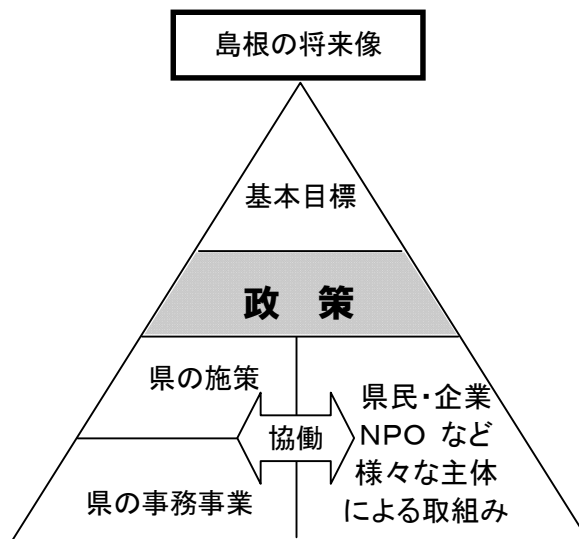 島根の将来像
基本目標
政　策
県の施策
県の事務事業
協働
県民・企業
NPO など
様々な主体
による取組み